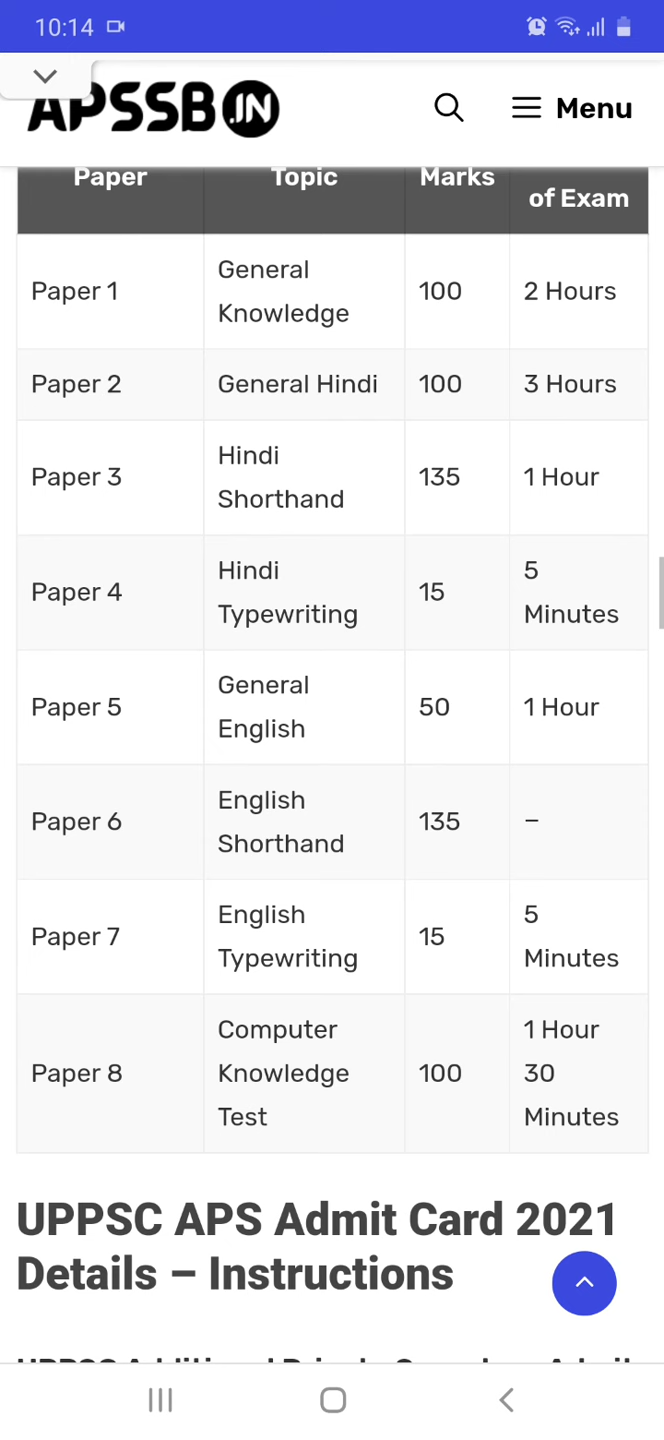 10:14
APSSB.IN
Menu
Paper Topic Marks of Exam
Paper 1 General Knowledge 100 2 Hours
Paper 2 General Hindi 100 3 Hours
Paper 3 Hindi Shorthand 135 1 Hour
Paper 4 Hindi Typewriting 15 5 Minutes
Paper 5 General English 50 1 Hour
Paper 6 English Shorthand 135 –
Paper 7 English Typewriting 15 5 Minutes
Paper 8 Computer Knowledge Test 100 1 Hour 30 Minutes
UPPSC APS Admit Card 2021
Details – Instructions